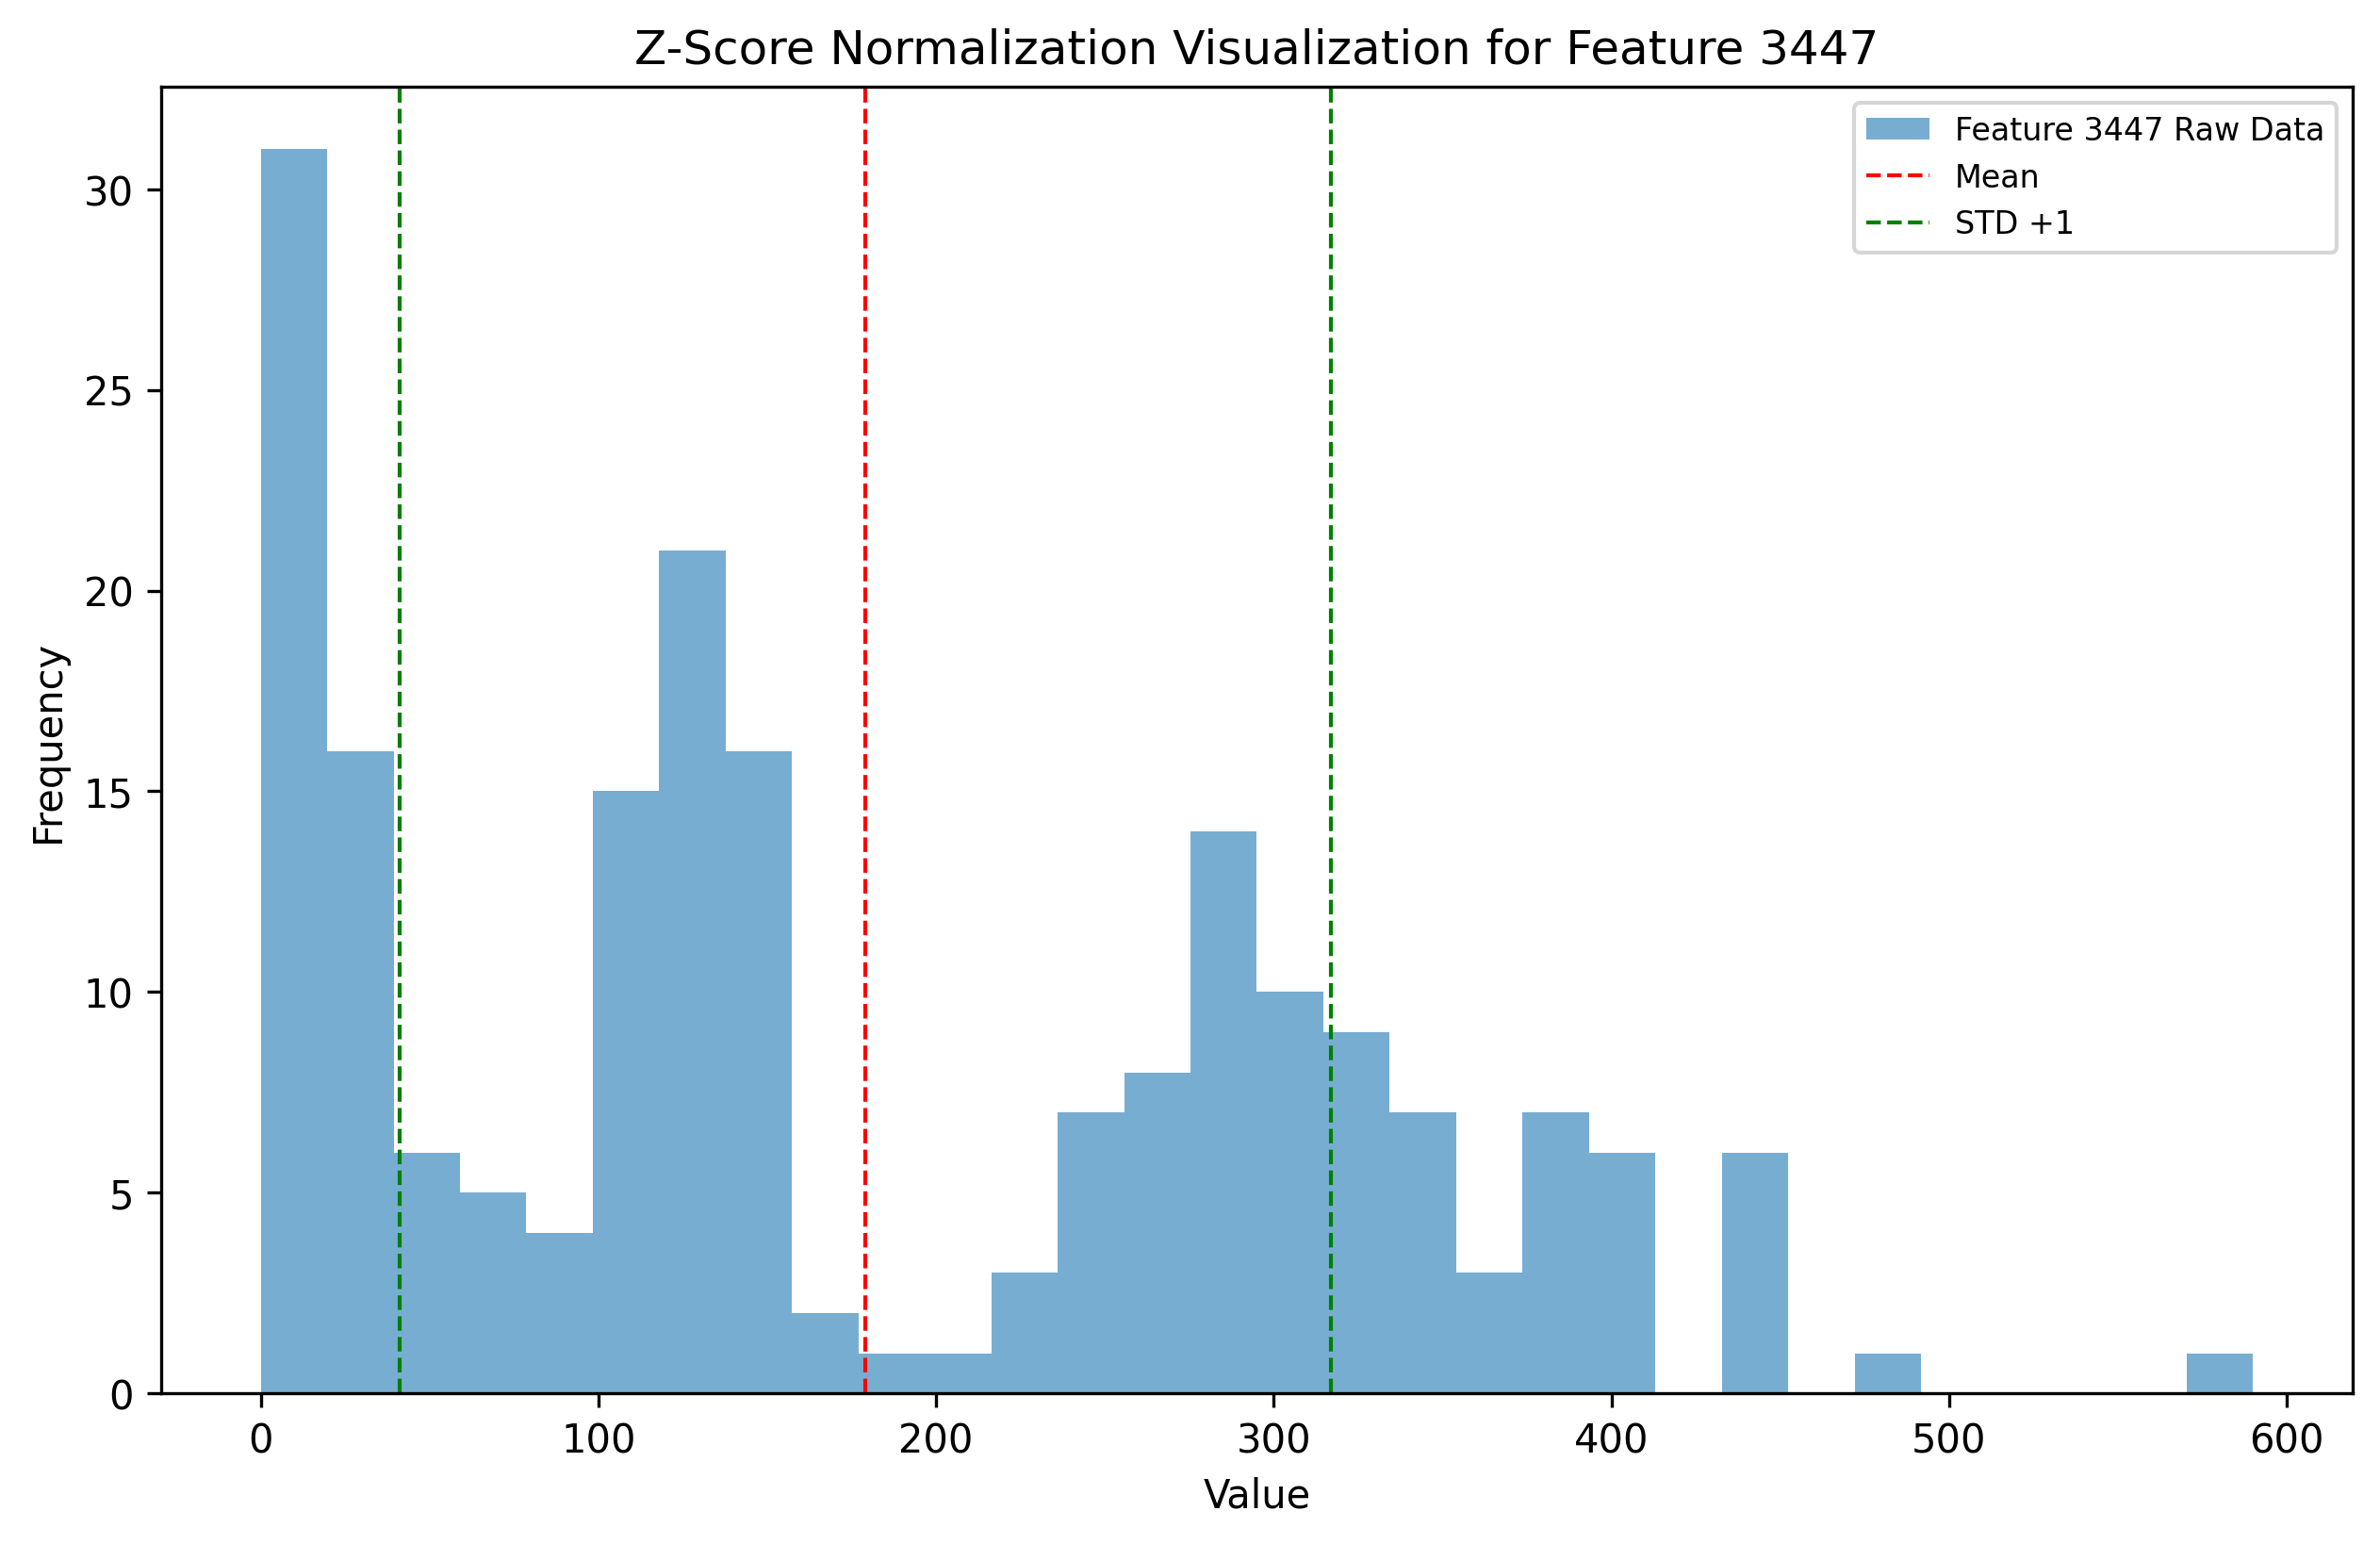 Z-Score Normalization Visualization for Feature 3447
Feature 3447 Raw Data
Mean
STD +1
Frequency
30
25
20
15
10
5
0
0 100 200 300 400 500 600
Value